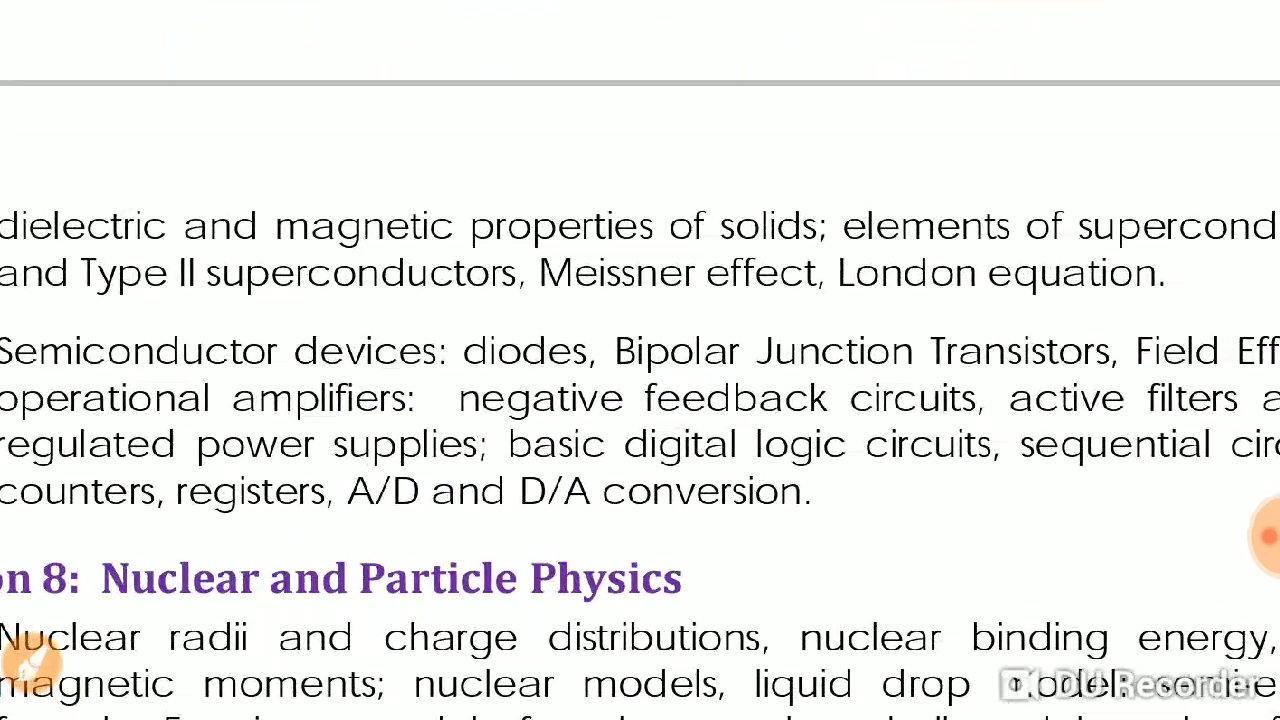 dielectric and magnetic properties of solids; elements of supercond
and Type II superconductors, Meissner effect, London equation.
Semiconductor devices: diodes, Bipolar Junction Transistors, Field Eff
operational amplifiers: negative feedback circuits, active filters a
regulated power supplies; basic digital logic circuits, sequential circ
counters, registers, A/D and D/A conversion.
on 8: Nuclear and Particle Physics
Nuclear radii and charge distributions, nuclear binding energy,
magnetic moments; nuclear models, liquid drop model:
DU Recorder